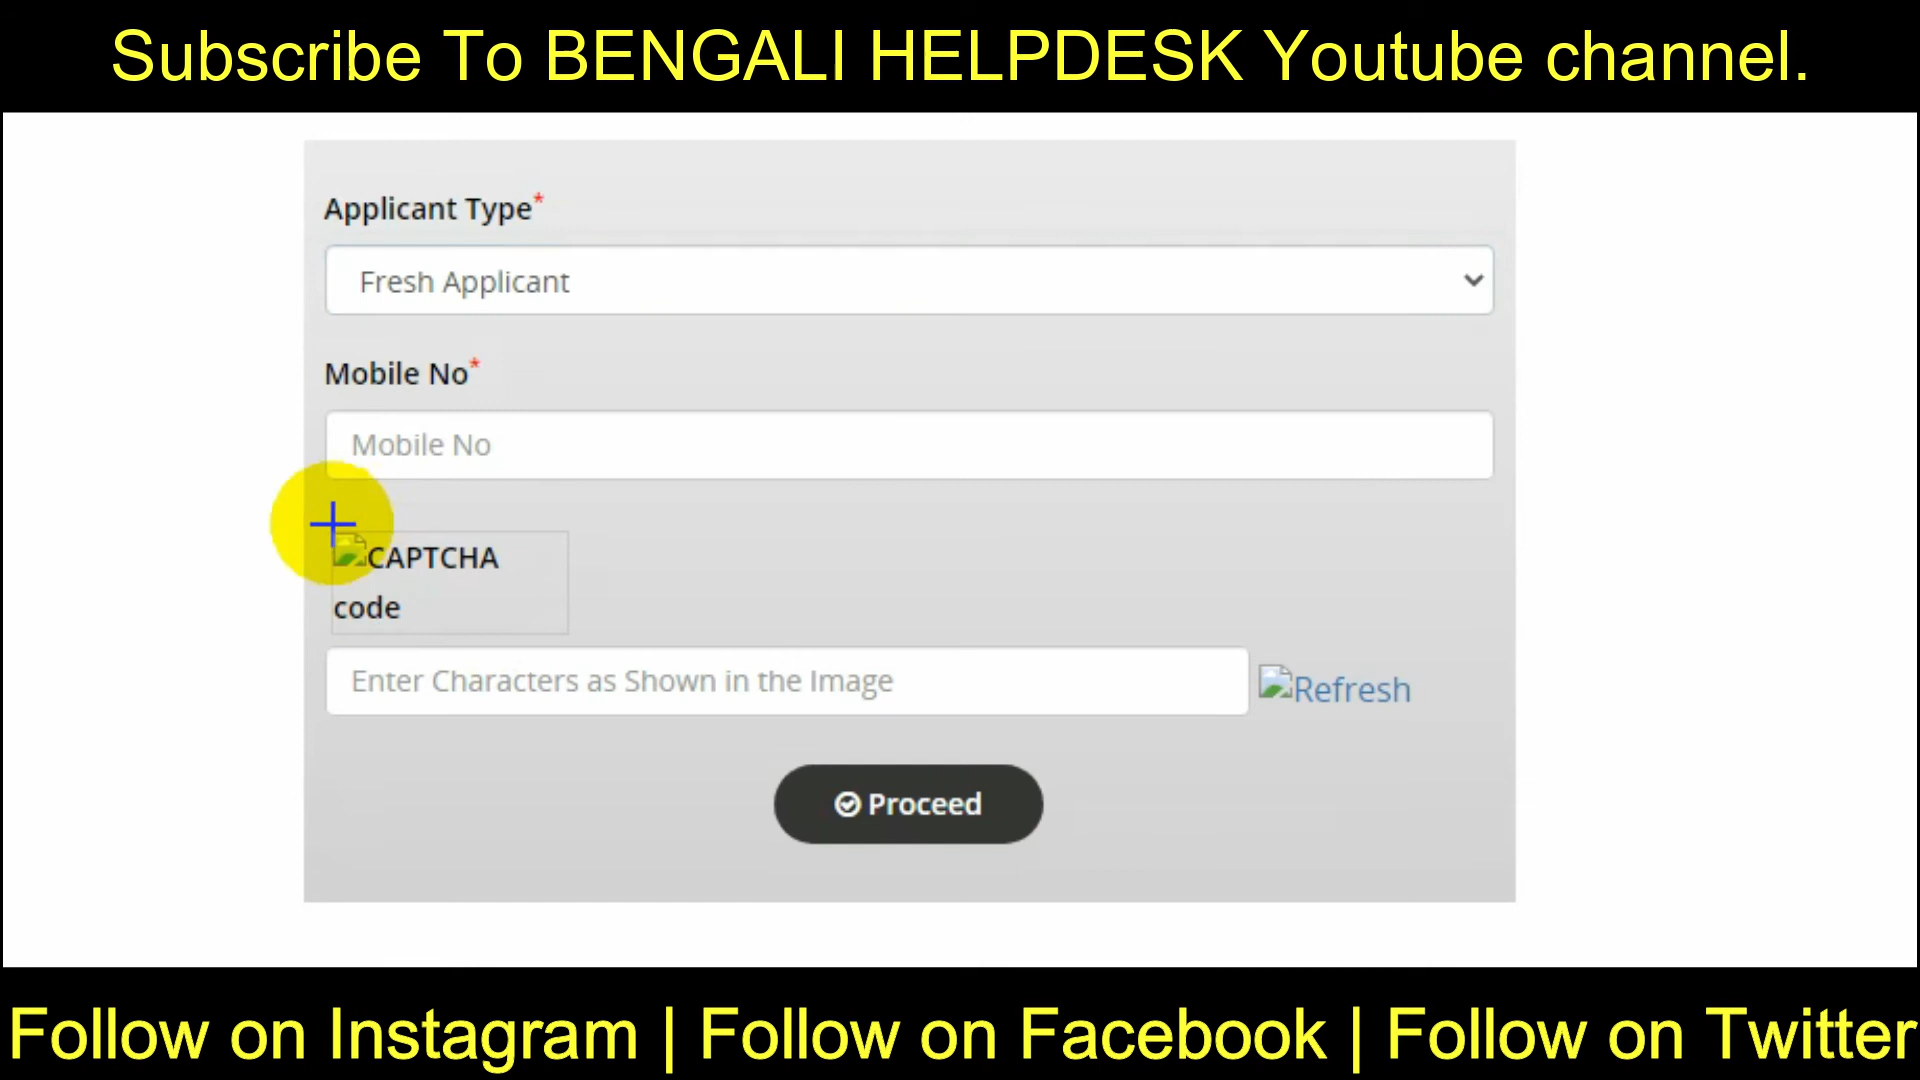 Subscribe To BENGALI HELPDESK Youtube channel.
Applicant Type*
Fresh Applicant
Mobile No*
Mobile No
CAPTCHA
code
Enter Characters as Shown in the Image
Refresh
Proceed
Follow on Instagram | Follow on Facebook | Follow on Twitter